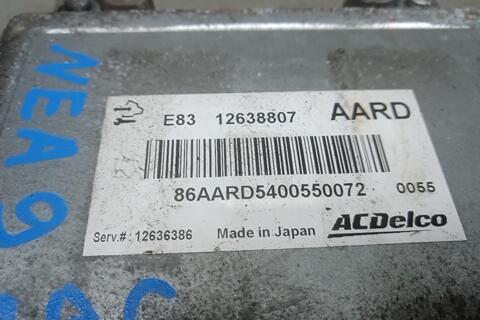 NEA9
E83 12638807 AARD
86AARD5400550072 0055
Serv.#: 12636386 Made in Japan ACDelco